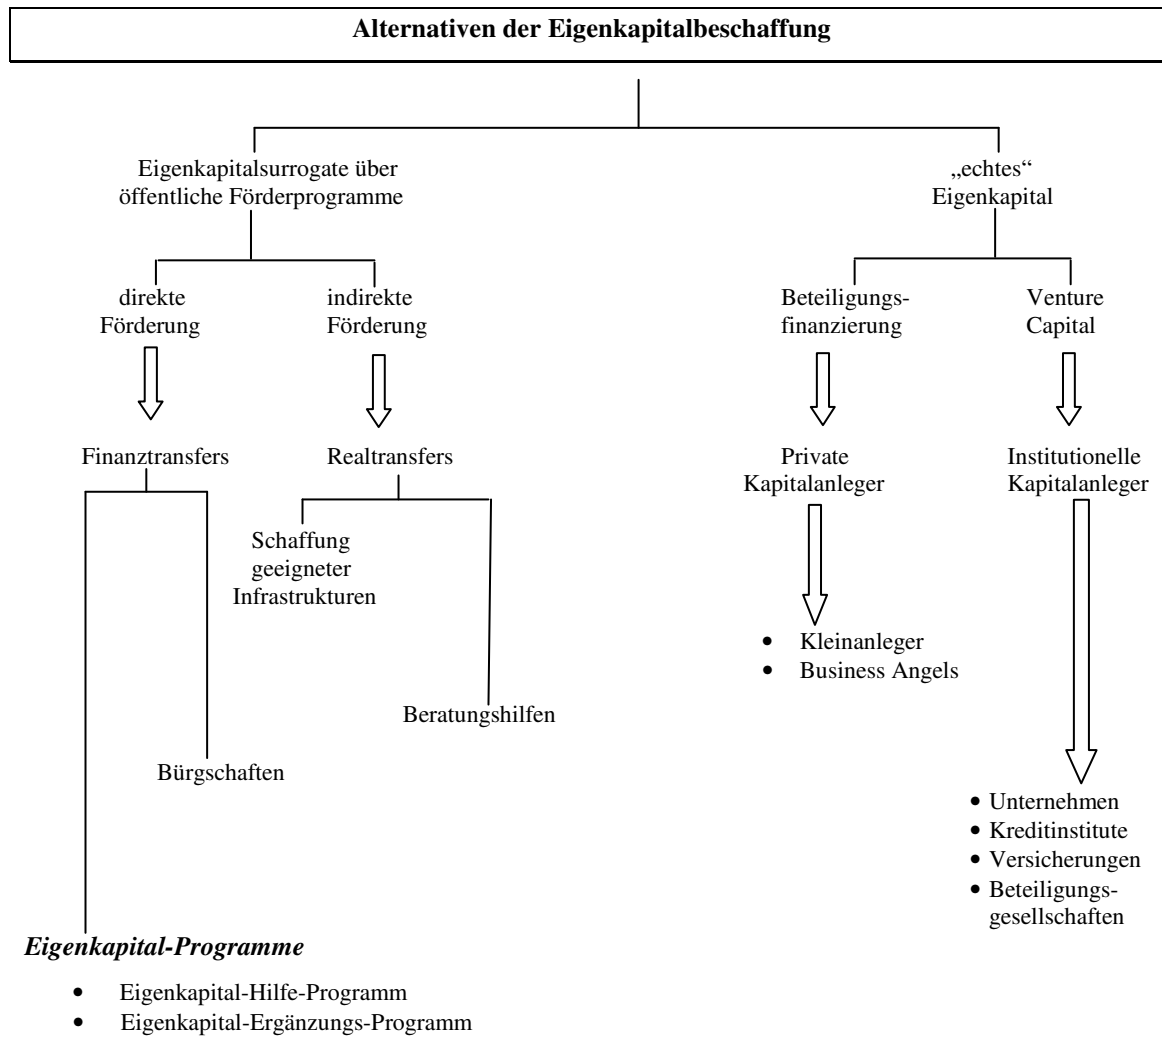 Alternativen der Eigenkapitalbeschaffung
Eigenkapitalsurrogate über
öffentliche Förderprogramme
„echtes“
Eigenkapital
direkte
Förderung
indirekte
Förderung
Beteiligungs-
finanzierung
Venture
Capital
Finanztransfers
Realtransfers
Private
Kapitalanleger
Institutionelle
Kapitalanleger
Schaffung
geeigneter
Infrastrukturen
• Kleinanleger
• Business Angels
Beratungshilfen
Bürgschaften
• Unternehmen
• Kreditinstitute
• Versicherungen
• Beteiligungs-
gesellschaften
Eigenkapital-Programme
• Eigenkapital-Hilfe-Programm
• Eigenkapital-Ergänzungs-Programm